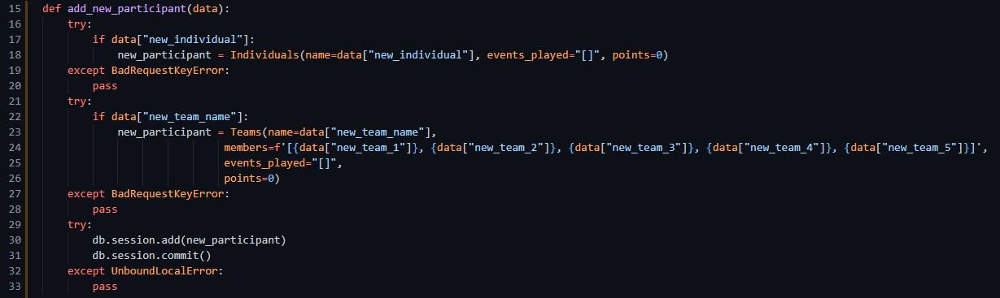 15 def add_new_participant(data):
16     try:
17         if data["new_individual"]:
18             new_participant = Individuals(name=data["new_individual"], events_played="[]", points=0)
19     except BadRequestKeyError:
20         pass
21     try:
22         if data["new_team_name"]:
23             new_participant = Teams(name=data["new_team_name"],
24                              members=f'[{data["new_team_1"]}, {data["new_team_2"]}, {data["new_team_3"]}, {data["new_team_4"]}, {data["new_team_5"]}]',
25                              events_played="[]",
26                              points=0)
27     except BadRequestKeyError:
28         pass
29     try:
30         db.session.add(new_participant)
31         db.session.commit()
32     except UnboundLocalError:
33         pass